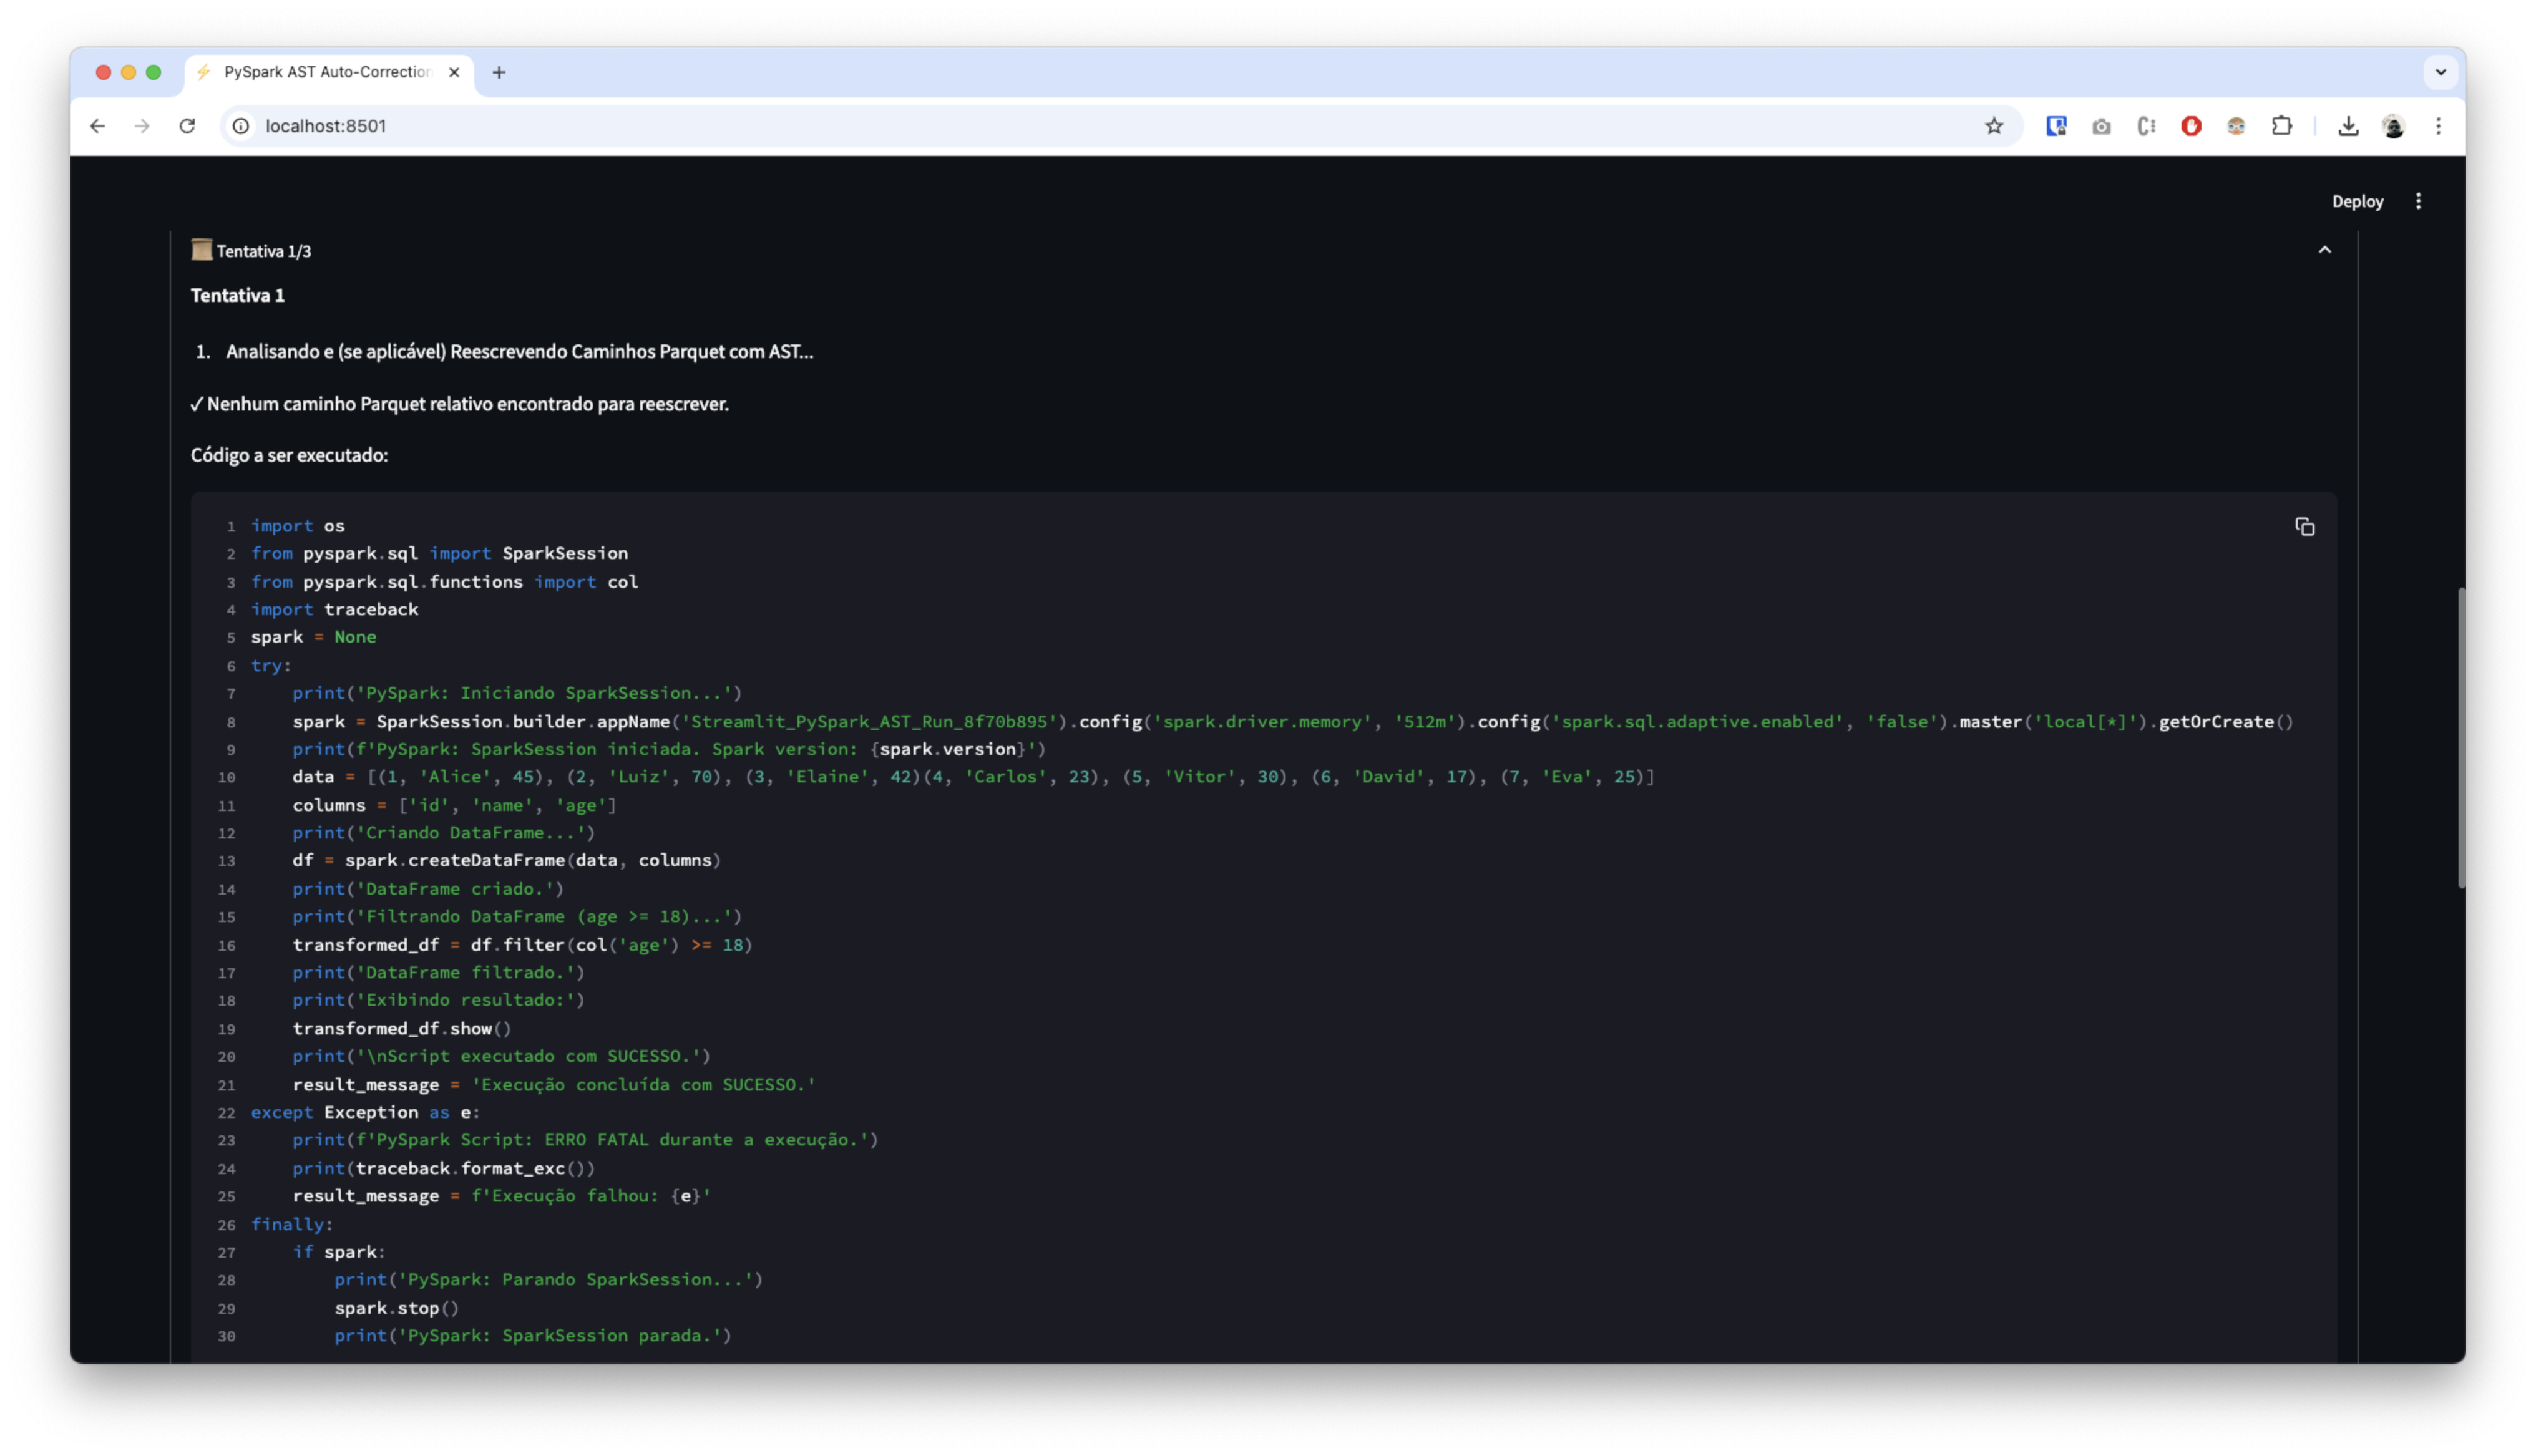 PySpark AST Auto-Correction
localhost:8501
Deploy
Tentativa 1/3
Tentativa 1
1. Analisando e (se aplicável) Reescrevendo Caminhos Parquet com AST...
✓ Nenhum caminho Parquet relativo encontrado para reescrever.
Código a ser executado:
1 import os
2 from pyspark.sql import SparkSession
3 from pyspark.sql.functions import col
4 import traceback
5 spark = None
6 try:
7     print('PySpark: Iniciando SparkSession...')
8     spark = SparkSession.builder.appName('Streamlit_PySpark_AST_Run_8f70b895').config('spark.driver.memory', '512m').config('spark.sql.adaptive.enabled', 'false').master('local[*]').getOrCreate()
9     print(f'PySpark: SparkSession iniciada. Spark version: {spark.version}')
10     data = [(1, 'Alice', 45), (2, 'Luiz', 70), (3, 'Elaine', 42)(4, 'Carlos', 23), (5, 'Vitor', 30), (6, 'David', 17), (7, 'Eva', 25)]
11     columns = ['id', 'name', 'age']
12     print('Criando DataFrame...')
13     df = spark.createDataFrame(data, columns)
14     print('DataFrame criado.')
15     print('Filtrando DataFrame (age >= 18)...')
16     transformed_df = df.filter(col('age') >= 18)
17     print('DataFrame filtrado.')
18     print('Exibindo resultado:')
19     transformed_df.show()
20     print('\nScript executado com SUCESSO.')
21     result_message = 'Execução concluída com SUCESSO.'
22 except Exception as e:
23     print(f'PySpark Script: ERRO FATAL durante a execução.')
24     print(traceback.format_exc())
25     result_message = f'Execução falhou: {e}'
26 finally:
27     if spark:
28         print('PySpark: Parando SparkSession...')
29         spark.stop()
30         print('PySpark: SparkSession parada.')